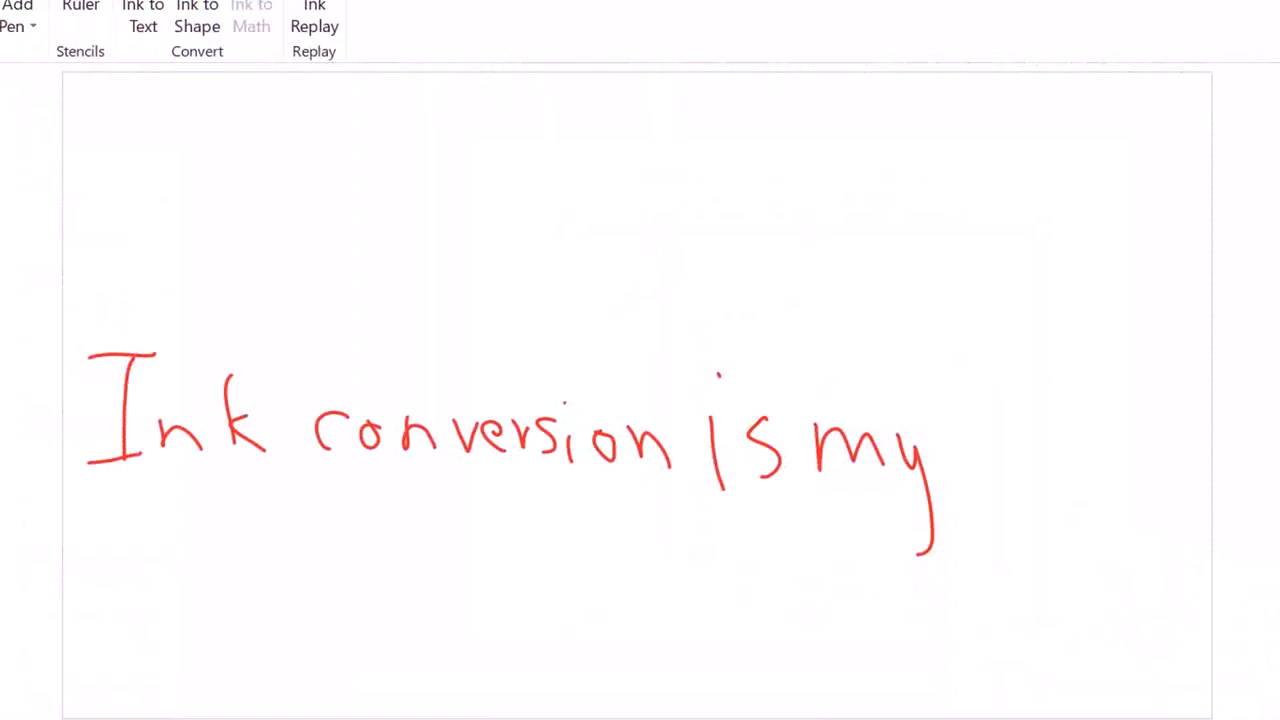 Add Ruler Ink to Ink to Ink to Ink
Pen Text Shape Math Replay
Stencils Convert Replay
Ink conversion is my